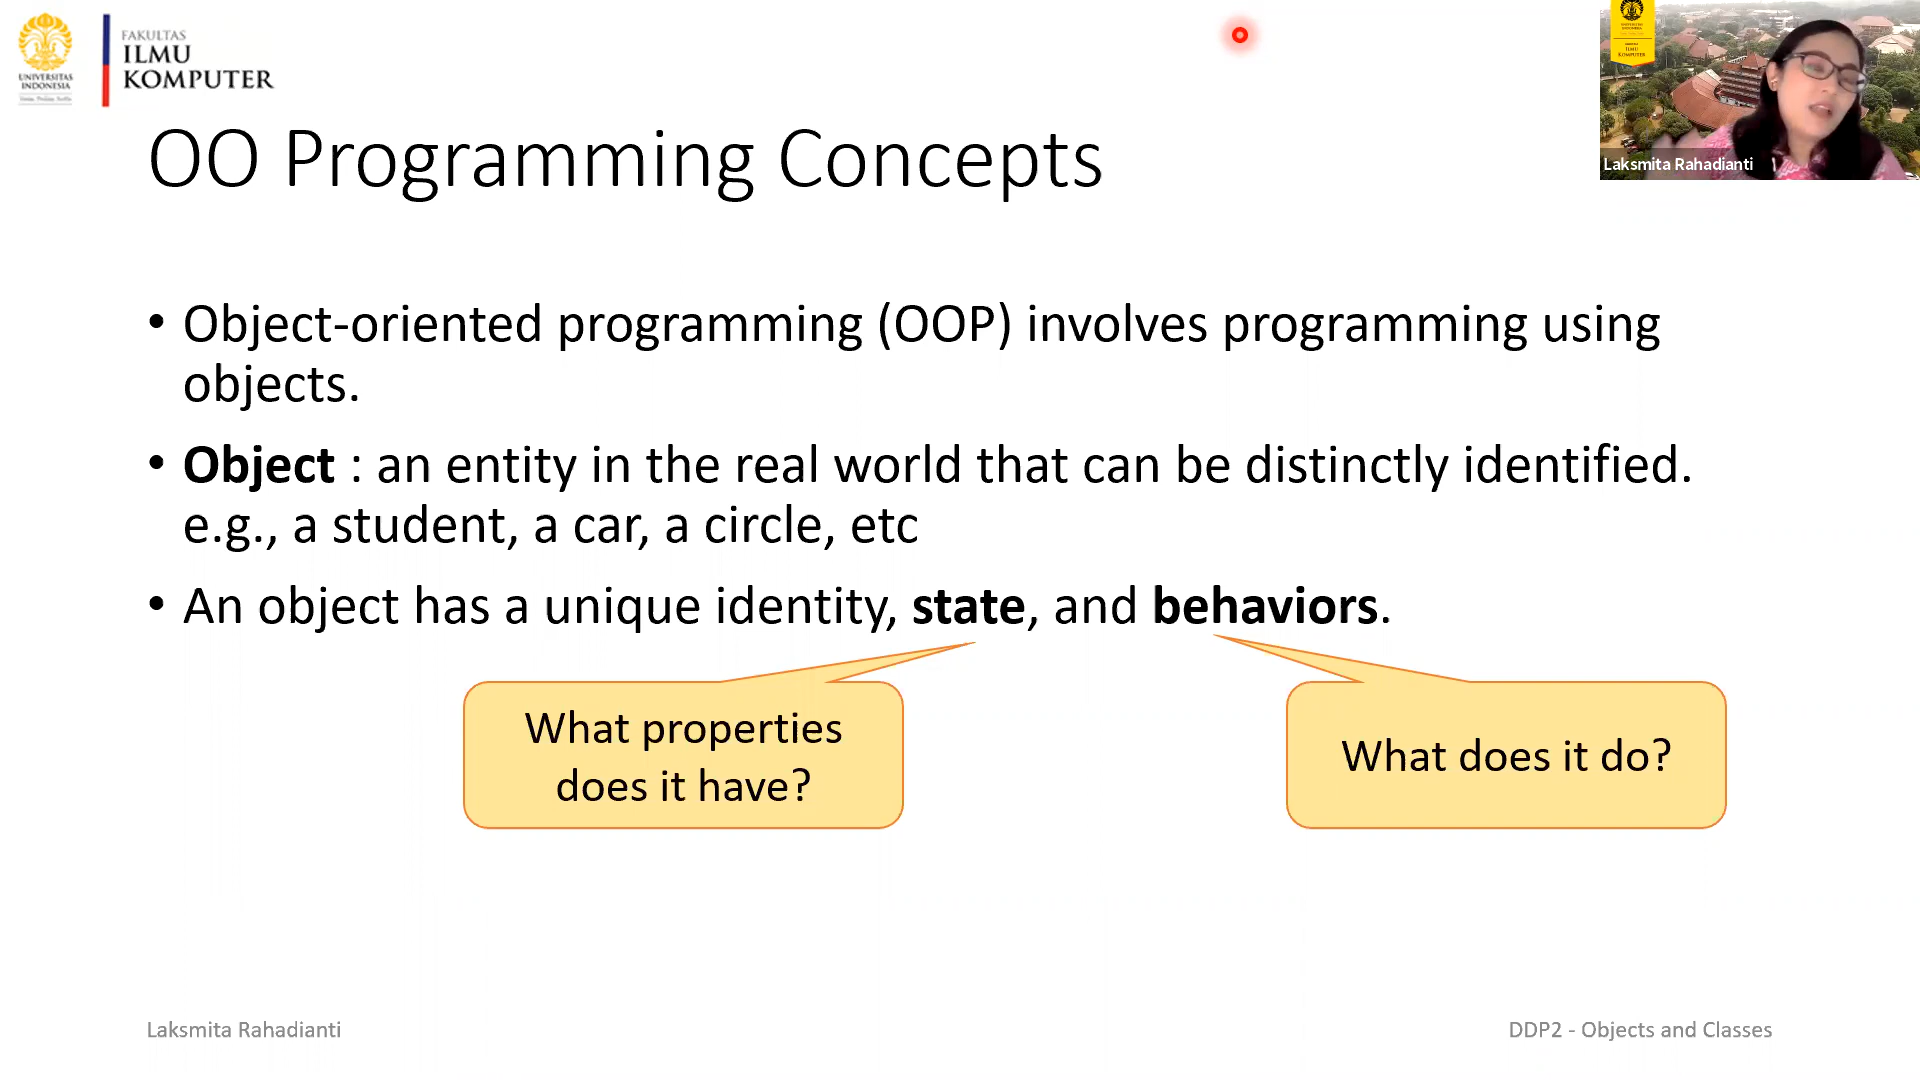 UNIVERSITAS
INDONESIA
FAKULTAS
ILMU
KOMPUTER
Laksmita Rahadianti
OO Programming Concepts
• Object-oriented programming (OOP) involves programming using
objects.
• Object : an entity in the real world that can be distinctly identified.
e.g., a student, a car, a circle, etc
• An object has a unique identity, state, and behaviors.
What properties
does it have?
What does it do?
Laksmita Rahadianti
DDP2 - Objects and Classes